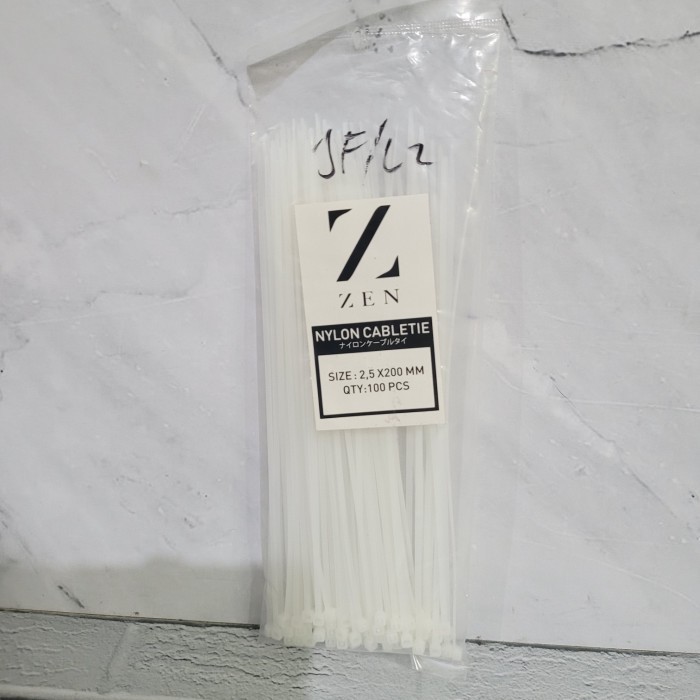 JF/L2
Z
ZEN
NYLON CABLETIE
ナイロンケーブルタイ
SIZE : 2,5 X200 MM
QTY:100 PCS